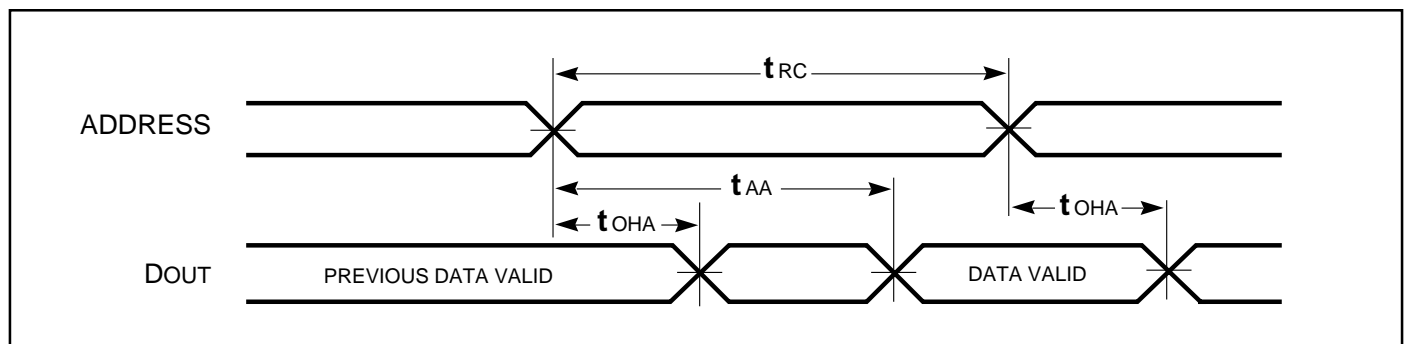 tRC
ADDRESS
tAA
tOHA
tOHA
DOUT
PREVIOUS DATA VALID
DATA VALID